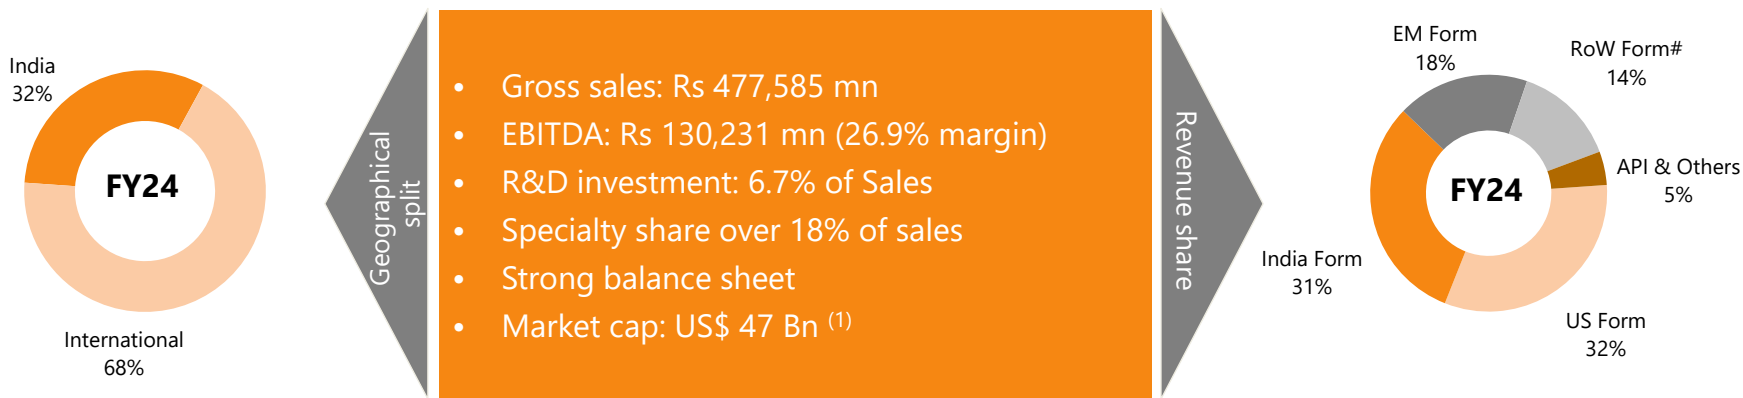 India
32%
FY24
International
68%
Geographical
split
• Gross sales: Rs 477,585 mn
• EBITDA: Rs 130,231 mn (26.9% margin)
• R&D investment: 6.7% of Sales
• Specialty share over 18% of sales
• Strong balance sheet
• Market cap: US$ 47 Bn (1)
Revenue share
EM Form
18%
RoW Form#
14%
API & Others
5%
FY24
India Form
31%
US Form
32%